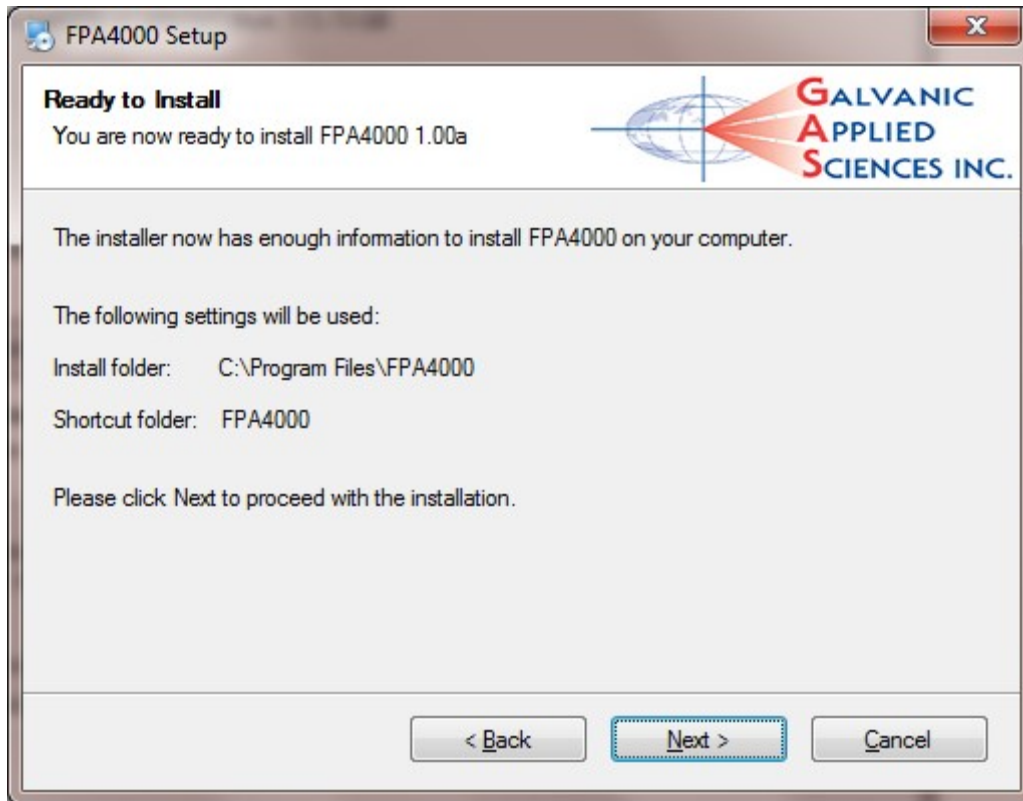 FPA4000 Setup
Ready to Install
You are now ready to install FPA4000 1.00a
GALVANIC
APPLIED
SCIENCES INC.
The installer now has enough information to install FPA4000 on your computer.
The following settings will be used:
Install folder: C:\Program Files\FPA4000
Shortcut folder: FPA4000
Please click Next to proceed with the installation.
< Back Next > Cancel